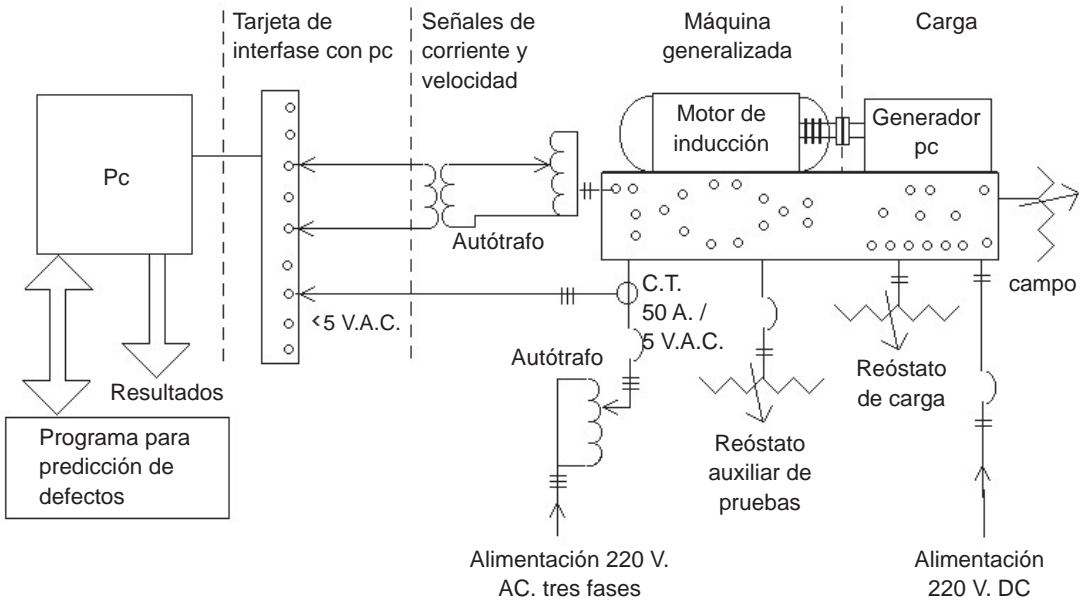 Tarjeta de
interfase con pc
Señales de
corriente y
velocidad
Máquina
generalizada
Carga
Pc
Motor de
inducción
Generador
pc
Autótrafo
campo
<5 V.A.C.
C.T.
50 A. /
5 V.A.C.
Autótrafo
Resultados
Reóstato
de carga
Programa para
predicción de
defectos
Reóstato
auxiliar de
pruebas
Alimentación 220 V.
AC. tres fases
Alimentación
220 V. DC